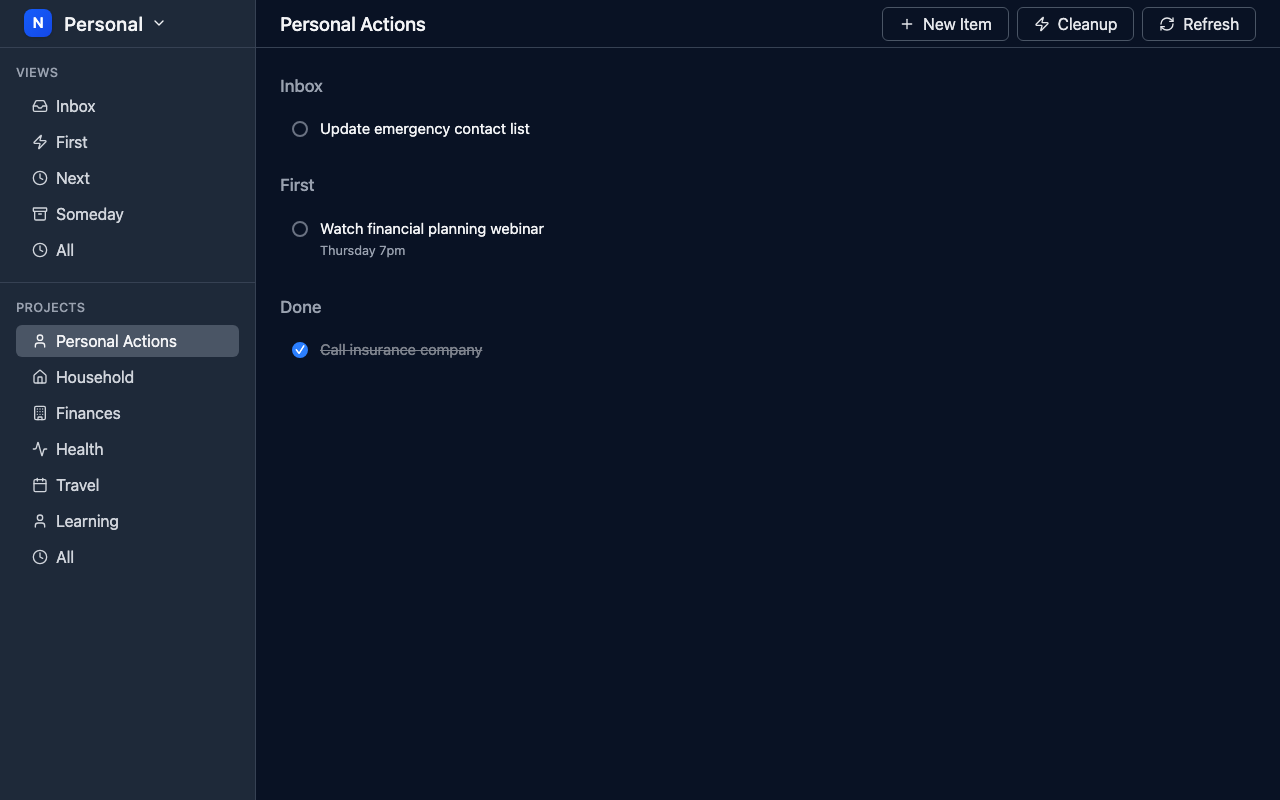 N Personal
VIEWS
Inbox
First
Next
Someday
All
PROJECTS
Personal Actions
Household
Finances
Health
Travel
Learning
All
Personal Actions
New Item
Cleanup
Refresh
Inbox
Update emergency contact list
First
Watch financial planning webinar
Thursday 7pm
Done
Call insurance company